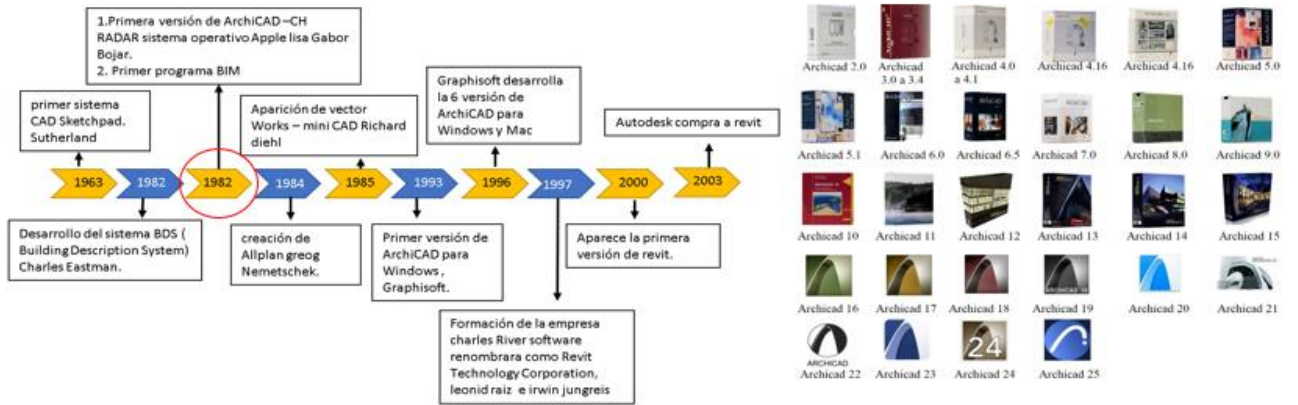 1.Primera versión de ArchiCAD –CH
RADAR sistema operativo Apple lisa Gabor
Bojar.
2. Primer programa BIM
primer sistema
CAD Sketchpad.
Sutherland
Aparición de vector
Works – mini CAD Richard
diehl
Graphisoft desarrolla
la 6 versión de
ArchiCAD para
Windows y Mac
Autodesk compra a revit
1963
1982
1982
1984
1985
1993
1996
1997
2000
2003
Desarrollo del sistema BDS (
Building Description System)
Charles Eastman.
creación de
Allplan greog
Nemetschek.
Primer versión de
ArchiCAD para
Windows ,
Graphisoft.
Formación de la empresa
charles River software
renombrara como Revit
Technology Corporation,
leonid raiz e irwin jungreis
Aparece la primera
versión de revit.
Archicad 2.0
Archicad
3.0 a 3.4
Archicad 4.0
a 4.1
Archicad 4.16
Archicad 4.16
Archicad 5.0
Archicad 5.1
Archicad 6.0
Archicad 6.5
Archicad 7.0
Archicad 8.0
Archicad 9.0
Archicad 10
Archicad 11
Archicad 12
Archicad 13
Archicad 14
Archicad 15
ARCHICAD 19
Archicad 16
Archicad 17
Archicad 18
Archicad 19
Archicad 20
Archicad 21
ARCHICAD
24
Archicad 22
Archicad 23
Archicad 24
Archicad 25